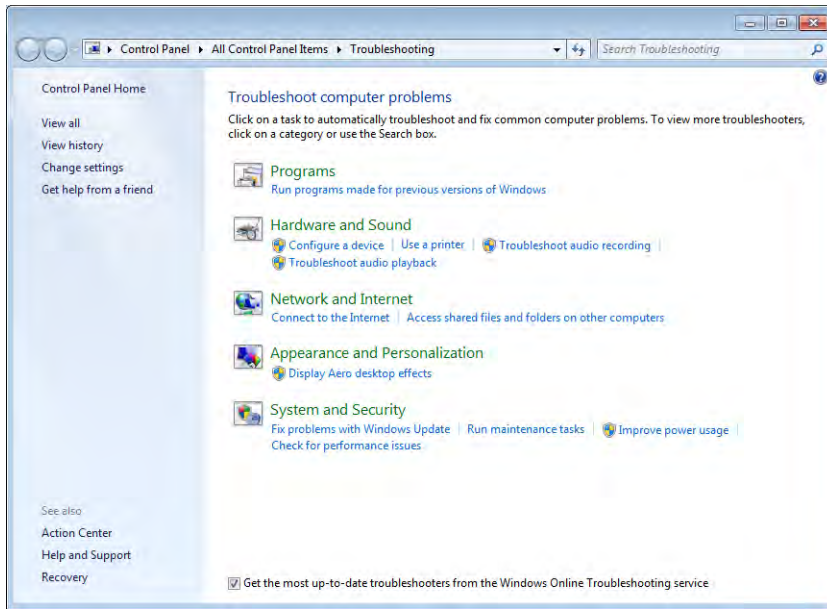 Control Panel ▸ All Control Panel Items ▸ Troubleshooting
Search Troubleshooting
Control Panel Home
View all
View history
Change settings
Get help from a friend
See also
Action Center
Help and Support
Recovery
Troubleshoot computer problems
Click on a task to automatically troubleshoot and fix common computer problems. To view more troubleshooters,
click on a category or use the Search box.
Programs
Run programs made for previous versions of Windows
Hardware and Sound
Configure a device | Use a printer | Troubleshoot audio recording |
Troubleshoot audio playback
Network and Internet
Connect to the Internet | Access shared files and folders on other computers
Appearance and Personalization
Display Aero desktop effects
System and Security
Fix problems with Windows Update | Run maintenance tasks | Improve power usage |
Check for performance issues
Get the most up-to-date troubleshooters from the Windows Online Troubleshooting service